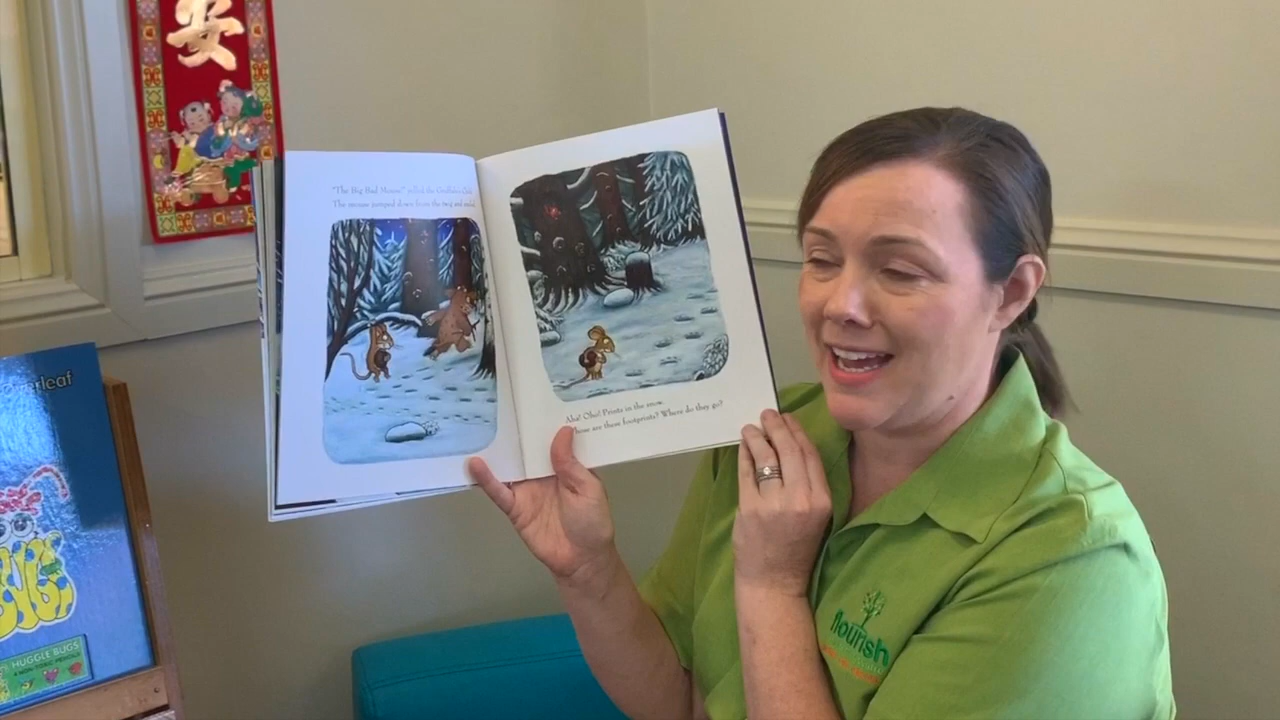 安
"The Big Bad Mouse!" yelled the Gruffalo's Child.
The mouse jumped down from the twig and smiled.
Aha! Oho! Prints in the snow.
Whose are these footprints? Where do they go?
HUGGLE BUGS
flourish